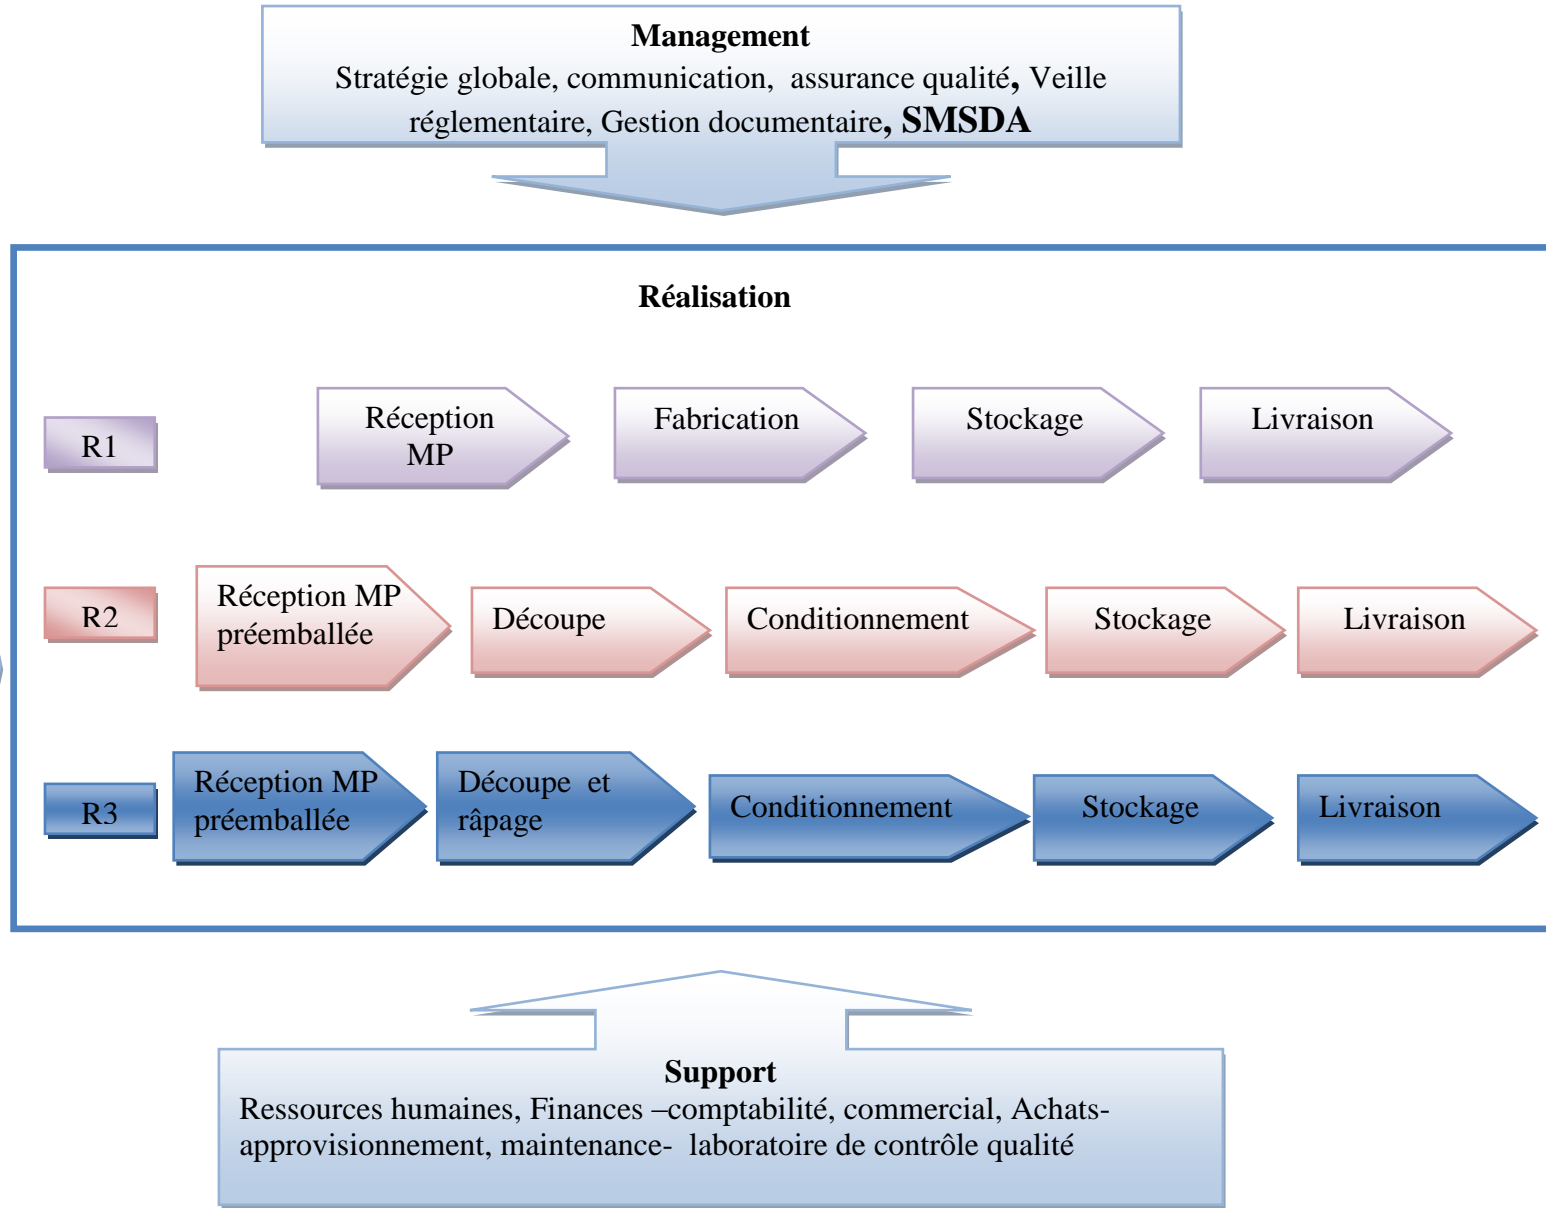 Management
Stratégie globale, communication, assurance qualité, Veille
réglementaire, Gestion documentaire, SMSDA
Réalisation
R1
Réception
MP
Fabrication
Stockage
Livraison
R2
Réception MP
préemballée
Découpe
Conditionnement
Stockage
Livraison
R3
Réception MP
préemballée
Découpe et
râpage
Conditionnement
Stockage
Livraison
Support
Ressources humaines, Finances –comptabilité, commercial, Achats-
approvisionnement, maintenance- laboratoire de contrôle qualité